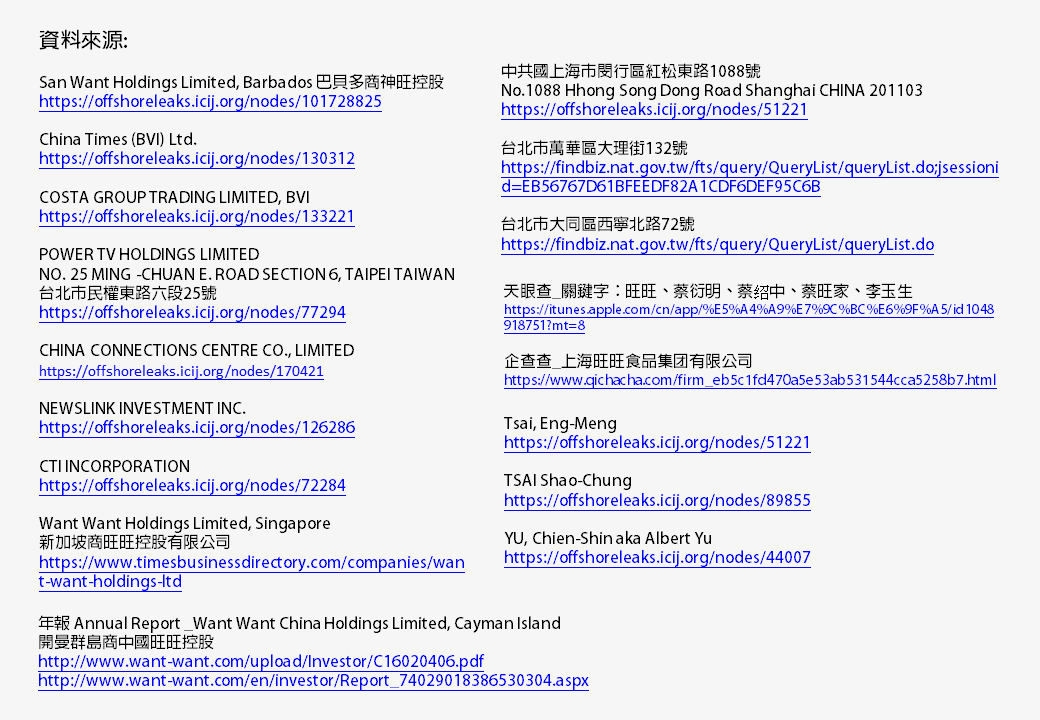 資料來源:
San Want Holdings Limited, Barbados 巴貝多商神旺控股
https://offshoreleaks.icij.org/nodes/101728825
China Times (BVI) Ltd.
https://offshoreleaks.icij.org/nodes/130312
COSTA GROUP TRADING LIMITED, BVI
https://offshoreleaks.icij.org/nodes/133221
POWER TV HOLDINGS LIMITED
NO. 25 MING -CHUAN E. ROAD SECTION 6, TAIPEI TAIWAN
台北市民權東路六段25號
https://offshoreleaks.icij.org/nodes/77294
CHINA CONNECTIONS CENTRE CO., LIMITED
https://offshoreleaks.icij.org/nodes/170421
NEWSLINK INVESTMENT INC.
https://offshoreleaks.icij.org/nodes/126286
CTI INCORPORATION
https://offshoreleaks.icij.org/nodes/72284
Want Want Holdings Limited, Singapore
新加坡商旺旺控股有限公司
https://www.timesbusinessdirectory.com/companies/wan
t-want-holdings-ltd
年報 Annual Report _Want Want China Holdings Limited, Cayman Island
開曼群島商中國旺旺控股
http://www.want-want.com/upload/Investor/C16020406.pdf
http://www.want-want.com/en/investor/Report_74029018386530304.aspx
中共國上海市閔行區紅松東路1088號
No.1088 Hhong Song Dong Road Shanghai CHINA 201103
https://offshoreleaks.icij.org/nodes/51221
台北市萬華區大理街132號
https://findbiz.nat.gov.tw/fts/query/QueryList/queryList.do;jsessioni
d=EB56767D61BFEEDF82A1CDF6DEF95C6B
台北市大同區西寧北路72號
https://findbiz.nat.gov.tw/fts/query/QueryList/queryList.do
天眼查_關鍵字：旺旺、蔡衍明、蔡绍中、蔡旺家、李玉生
https://itunes.apple.com/cn/app/%E5%A4%A9%E7%9C%BC%E6%9F%A5/id1048
918751?mt=8
企查查_上海旺旺食品集团有限公司
https://www.qichacha.com/firm_eb5c1fd470a5e53ab531544cca5258b7.html
Tsai, Eng-Meng
https://offshoreleaks.icij.org/nodes/51221
TSAI Shao-Chung
https://offshoreleaks.icij.org/nodes/89855
YU, Chien-Shin aka Albert Yu
https://offshoreleaks.icij.org/nodes/44007